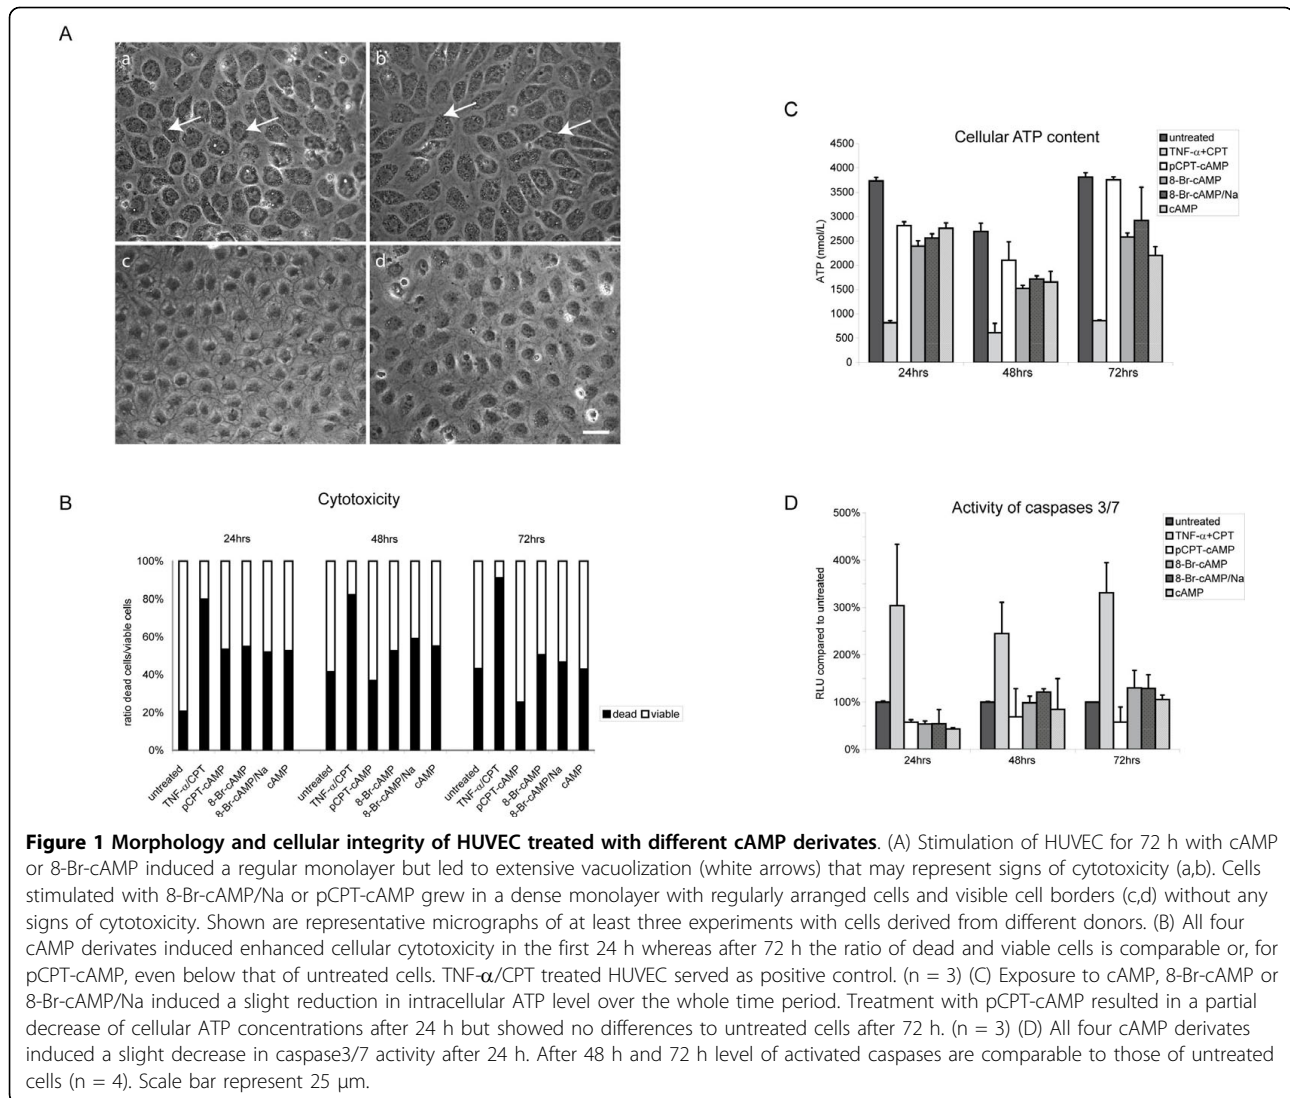 A
a
b
c
d
C
Cellular ATP content
untreated
TNF-α+CPT
pCPT-cAMP
8-Br-cAMP
8-Br-cAMP/Na
cAMP
ATP (nmol/L)
4500
4000
3500
3000
2500
2000
1500
1000
500
0
24hrs 48hrs 72hrs
B
Cytotoxicity
24hrs 48hrs 72hrs
ratio dead cells/viable cells
100%
80%
60%
40%
20%
0%
dead viable
untreated TNF-α/CPT pCPT-cAMP 8-Br-cAMP 8-Br-cAMP/Na cAMP
untreated TNF-α/CPT pCPT-cAMP 8-Br-cAMP 8-Br-cAMP/Na cAMP
untreated TNF-α/CPT pCPT-cAMP 8-Br-cAMP 8-Br-cAMP/Na cAMP
D
Activity of caspases 3/7
untreated
TNF-α+CPT
pCPT-cAMP
8-Br-cAMP
8-Br-cAMP/Na
cAMP
RLU compared to untreated
500%
400%
300%
200%
100%
0%
24hrs 48hrs 72hrs
Figure 1 Morphology and cellular integrity of HUVEC treated with different cAMP derivates. (A) Stimulation of HUVEC for 72 h with cAMP
or 8-Br-cAMP induced a regular monolayer but led to extensive vacuolization (white arrows) that may represent signs of cytotoxicity (a,b). Cells
stimulated with 8-Br-cAMP/Na or pCPT-cAMP grew in a dense monolayer with regularly arranged cells and visible cell borders (c,d) without any
signs of cytotoxicity. Shown are representative micrographs of at least three experiments with cells derived from different donors. (B) All four
cAMP derivates induced enhanced cellular cytotoxicity in the first 24 h whereas after 72 h the ratio of dead and viable cells is comparable or, for
pCPT-cAMP, even below that of untreated cells. TNF-α/CPT treated HUVEC served as positive control. (n = 3) (C) Exposure to cAMP, 8-Br-cAMP or
8-Br-cAMP/Na induced a slight reduction in intracellular ATP level over the whole time period. Treatment with pCPT-cAMP resulted in a partial
decrease of cellular ATP concentrations after 24 h but showed no differences to untreated cells after 72 h. (n = 3) (D) All four cAMP derivates
induced a slight decrease in caspase3/7 activity after 24 h. After 48 h and 72 h level of activated caspases are comparable to those of untreated
cells (n = 4). Scale bar represent 25 μm.